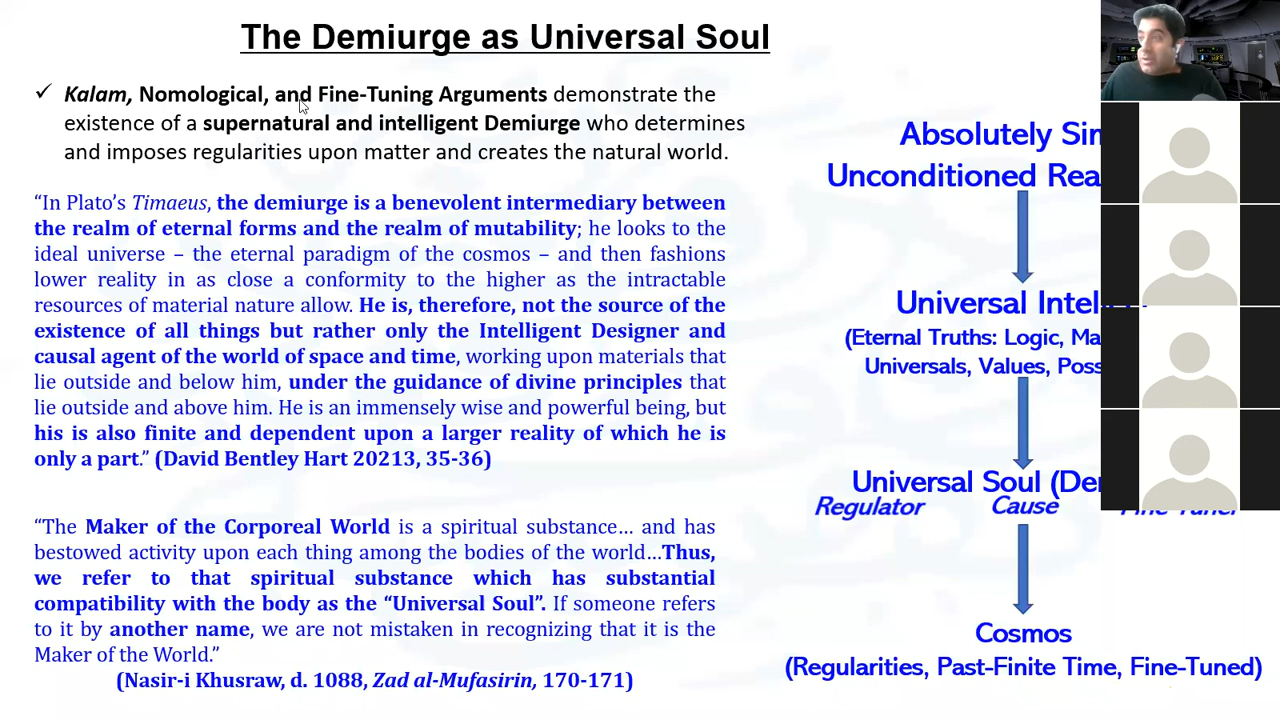 The Demiurge as Universal Soul
✓ Kalam, Nomological, and Fine-Tuning Arguments demonstrate the
existence of a supernatural and intelligent Demiurge who determines
and imposes regularities upon matter and creates the natural world.
“In Plato’s Timaeus, the demiurge is a benevolent intermediary between
the realm of eternal forms and the realm of mutability; he looks to the
ideal universe – the eternal paradigm of the cosmos – and then fashions
lower reality in as close a conformity to the higher as the intractable
resources of material nature allow. He is, therefore, not the source of the
existence of all things but rather only the Intelligent Designer and
causal agent of the world of space and time, working upon materials that
lie outside and below him, under the guidance of divine principles that
lie outside and above him. He is an immensely wise and powerful being, but
his is also finite and dependent upon a larger reality of which he is
only a part.” (David Bentley Hart 20213, 35-36)
“The Maker of the Corporeal World is a spiritual substance… and has
bestowed activity upon each thing among the bodies of the world…Thus,
we refer to that spiritual substance which has substantial
compatibility with the body as the “Universal Soul”. If someone refers
to it by another name, we are not mistaken in recognizing that it is the
Maker of the World.”
(Nasir-i Khusraw, d. 1088, Zad al-Mufasirin, 170-171)
Absolutely
Unconditioned
Universal
(Eternal Truths: Logic,
Universals, Values,
Universal Soul
Regulator Cause
Cosmos
(Regularities, Past-Finite Time, Fine-Tuned)